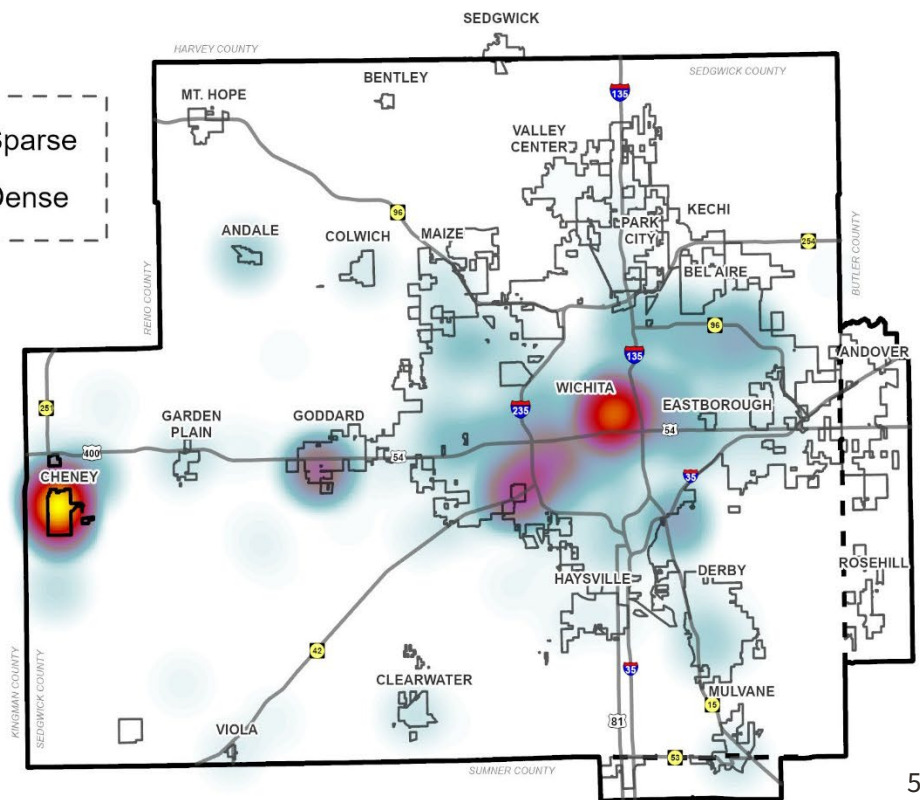 SEDGWICK
HARVEY COUNTY
SEDGWICK COUNTY
BENTLEY
MT. HOPE
135
VALLEY
CENTER
parse
ense
96
ANDALE
COLWICH
MAIZE
PARK
CITY
KECHI
254
BEL AIRE
RENO COUNTY
BUTLER COUNTY
96
135
ANDOVER
WICHITA
EASTBOROUGH
251
235
GARDEN
PLAIN
GODDARD
54
400
54
35
CHENEY
HAYSVILLE
DERBY
ROSEHILL
KINGMAN COUNTY
SEDGWICK COUNTY
42
35
CLEARWATER
MULVANE
15
VIOLA
81
53
SUMNER COUNTY
5